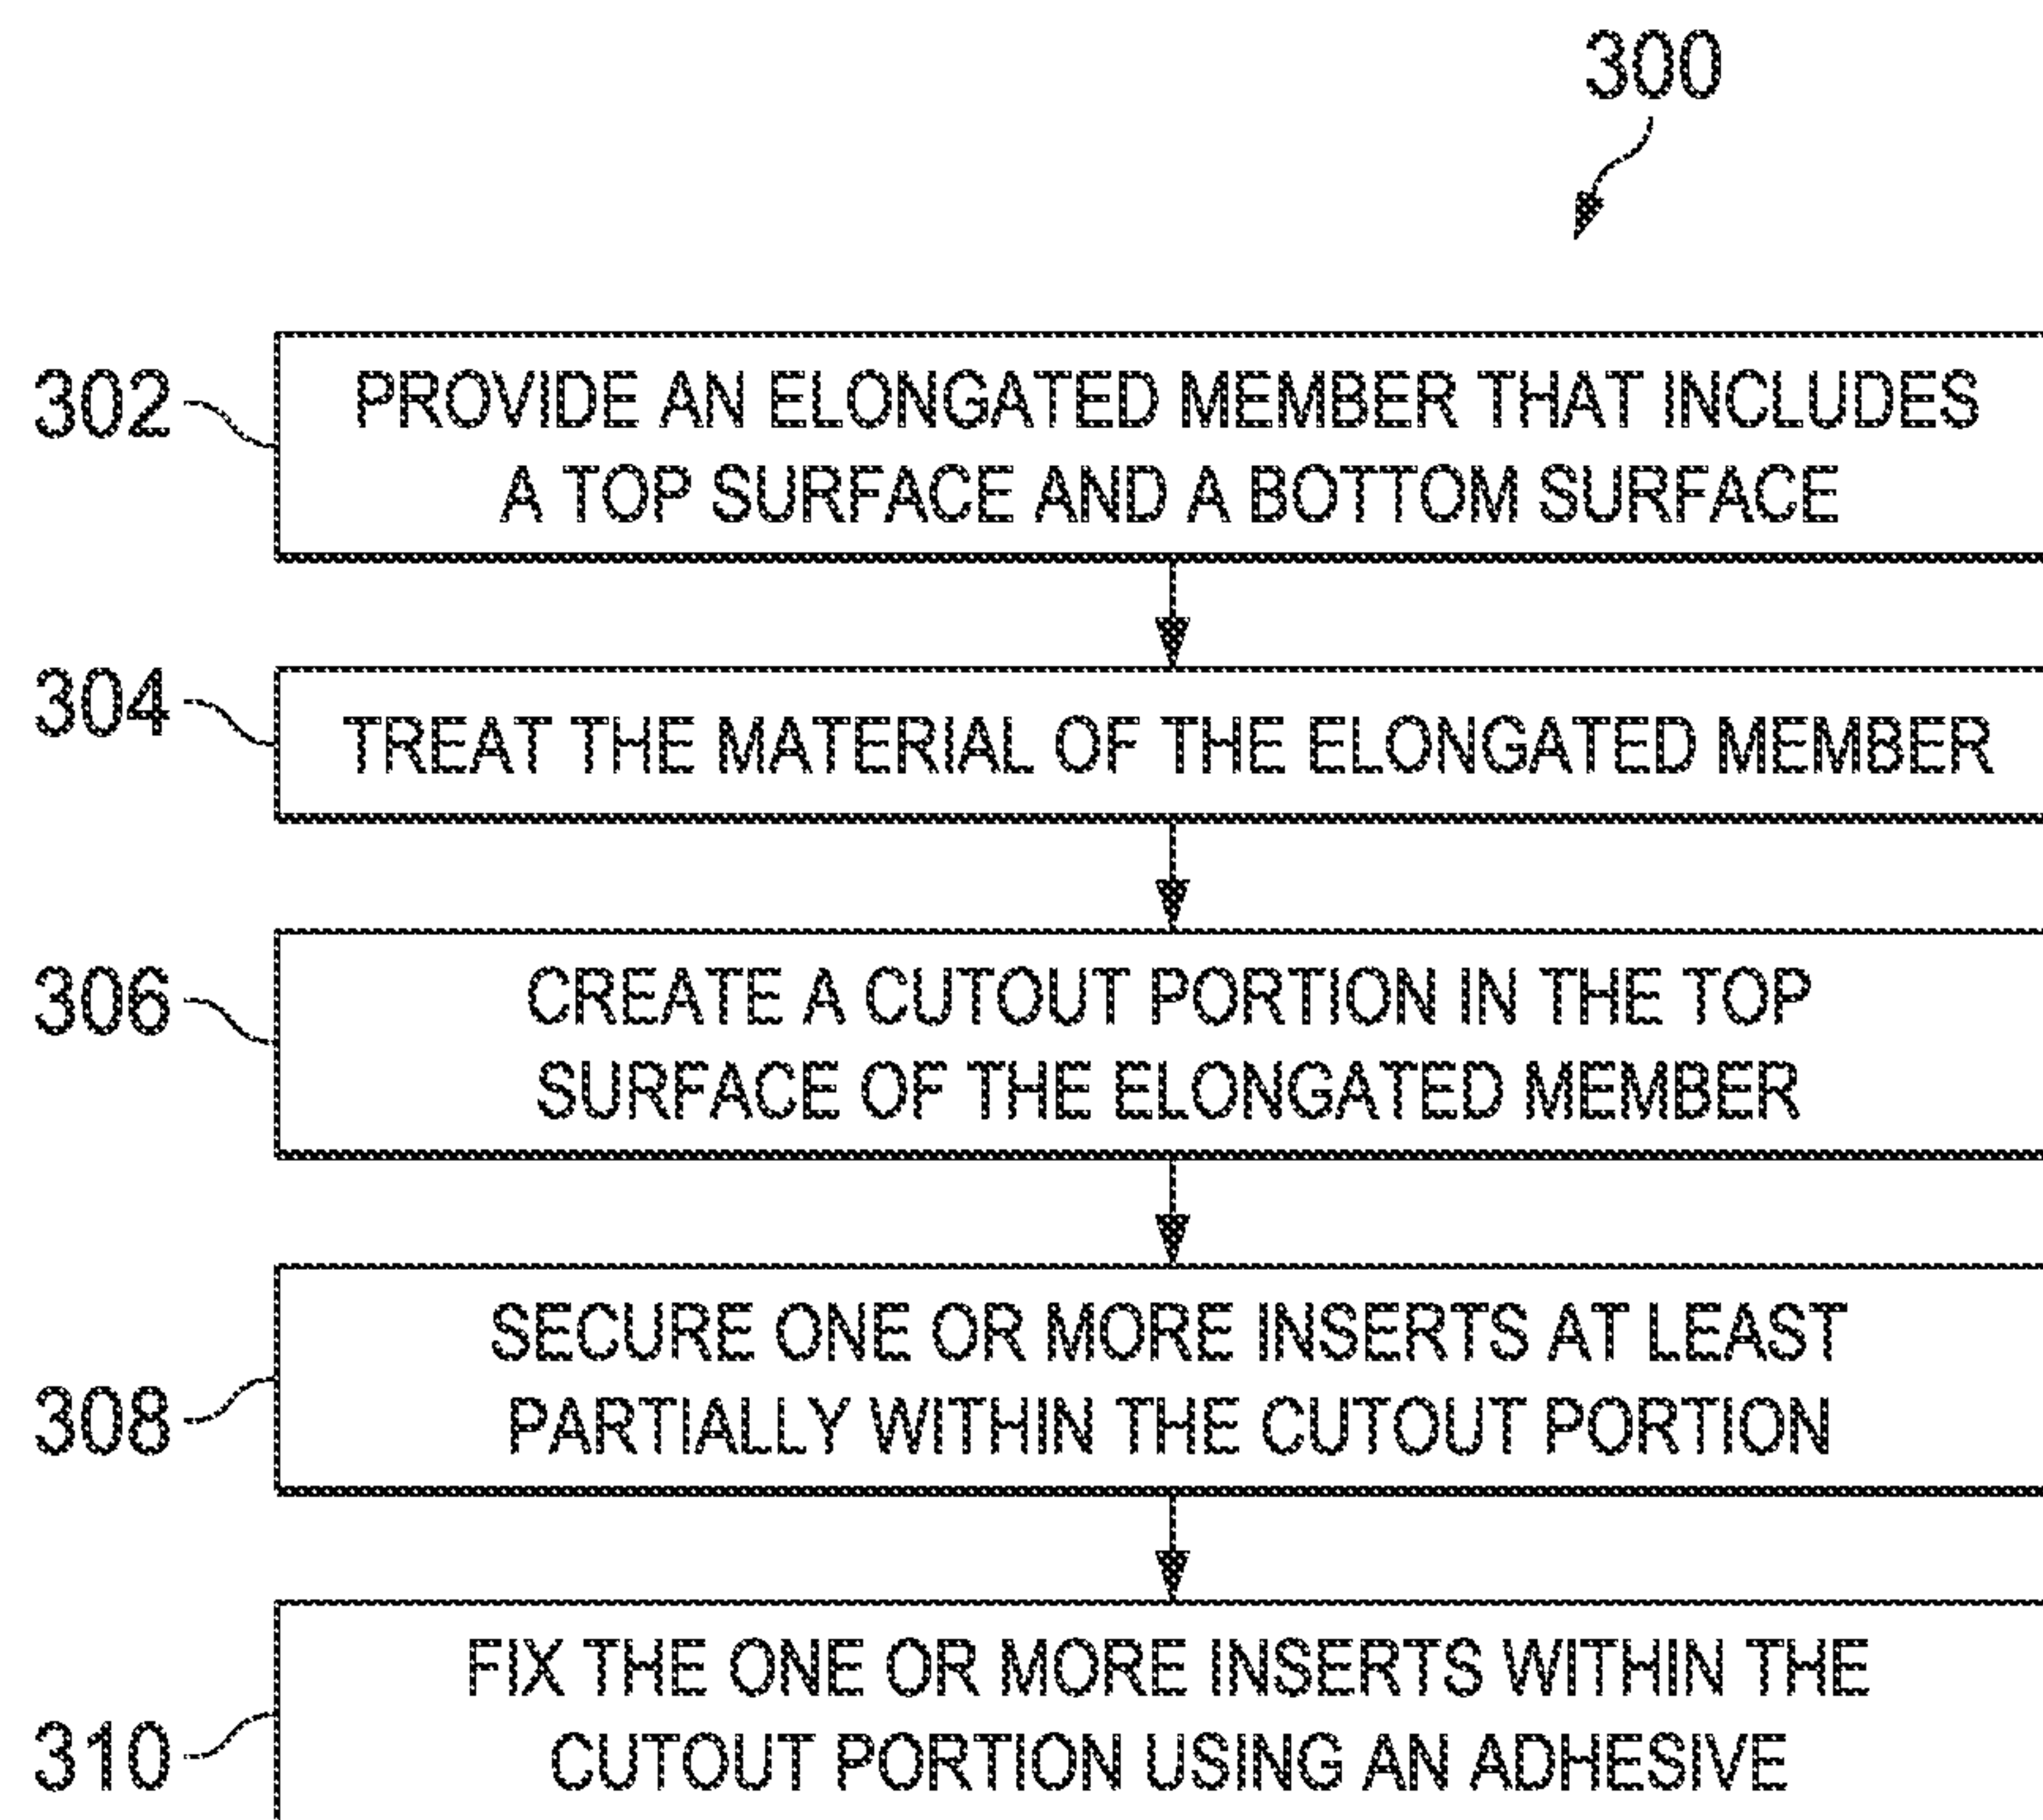 300
302
PROVIDE AN ELONGATED MEMBER THAT INCLUDES
A TOP SURFACE AND A BOTTOM SURFACE
304
TREAT THE MATERIAL OF THE ELONGATED MEMBER
306
CREATE A CUTOUT PORTION IN THE TOP
SURFACE OF THE ELONGATED MEMBER
308
SECURE ONE OR MORE INSERTS AT LEAST
PARTIALLY WITHIN THE CUTOUT PORTION
310
FIX THE ONE OR MORE INSERTS WITHIN THE
CUTOUT PORTION USING AN ADHESIVE